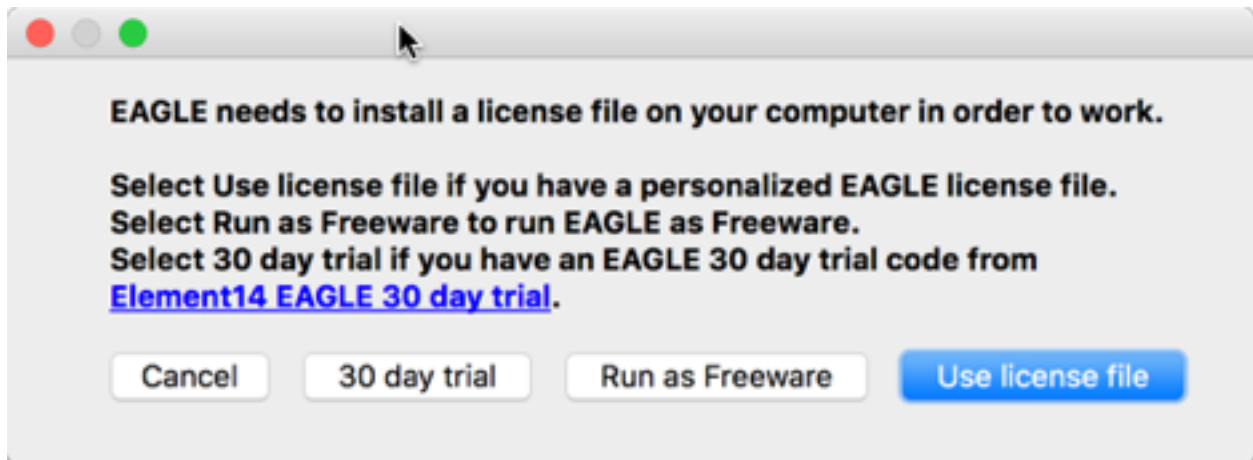 EAGLE needs to install a license file on your computer in order to work.
Select Use license file if you have a personalized EAGLE license file.
Select Run as Freeware to run EAGLE as Freeware.
Select 30 day trial if you have an EAGLE 30 day trial code from
Element14 EAGLE 30 day trial.
Cancel 30 day trial Run as Freeware Use license file